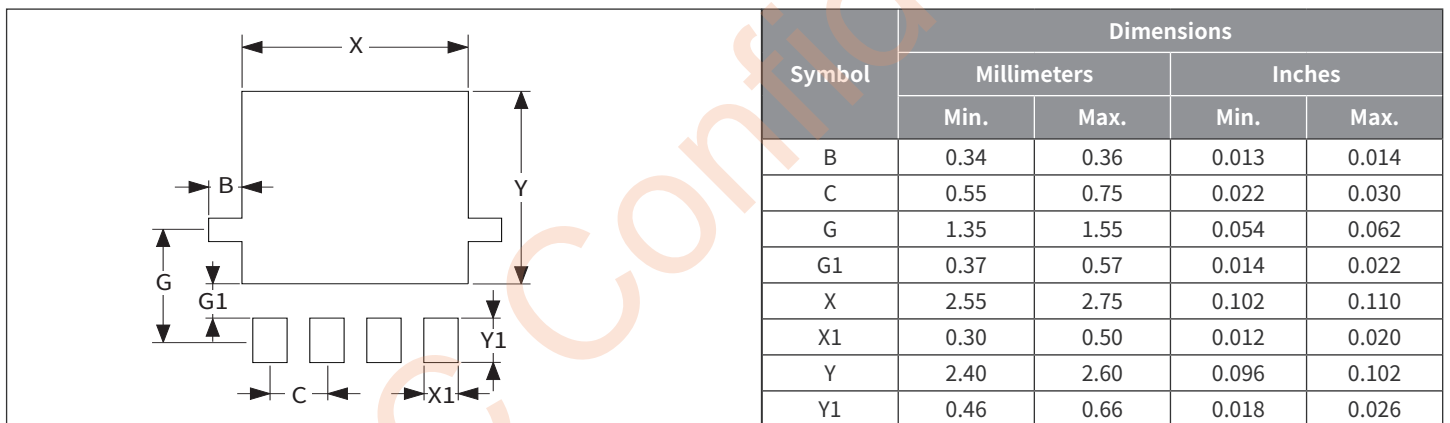 X
B
Y
G
G1
Y1
C
X1
Symbol Dimensions
Millimeters Inches
Min. Max. Min. Max.
B 0.34 0.36 0.013 0.014
C 0.55 0.75 0.022 0.030
G 1.35 1.55 0.054 0.062
G1 0.37 0.57 0.014 0.022
X 2.55 2.75 0.102 0.110
X1 0.30 0.50 0.012 0.020
Y 2.40 2.60 0.096 0.102
Y1 0.46 0.66 0.018 0.026
C Confid